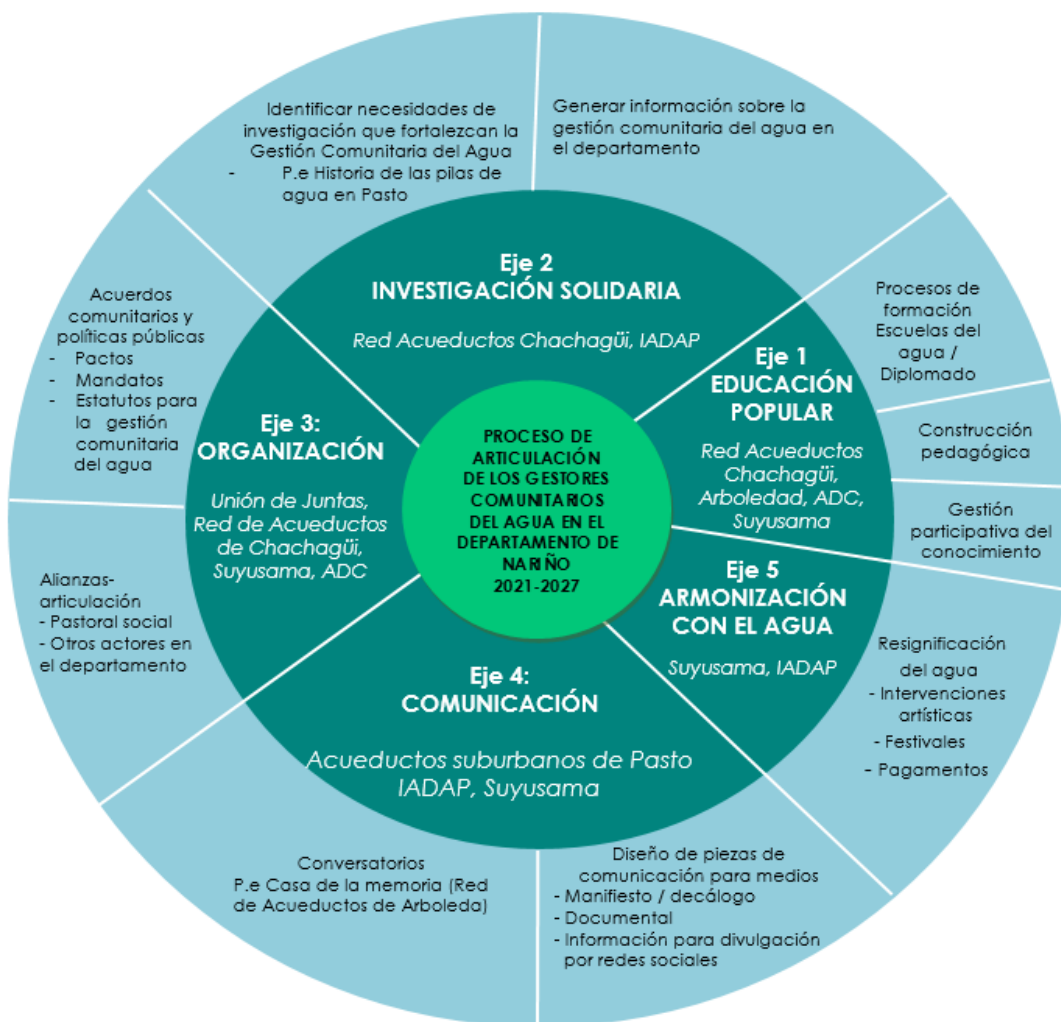 Identificar necesidades de
investigación que fortalezcan la
Gestión Comunitaria del Agua
- P.e Historia de las pilas de
agua en Pasto
Generar información sobre la
gestión comunitaria del agua en
el departamento
Eje 2
INVESTIGACIÓN SOLIDARIA
Red Acueductos Chachagüi, IADAP
Procesos de
formación
Escuelas del
agua /
Diplomado
Construcción
pedagógica
Gestión
participativa del
conocimiento
Eje 1
EDUCACIÓN
POPULAR
Red Acueductos
Chachagüi,
Arboledad, ADC,
Suyusama
Acuerdos
comunitarios y
políticas públicas
- Pactos
- Mandatos
- Estatutos para
la gestión
comunitaria
del agua
Eje 3:
ORGANIZACIÓN
Unión de Juntas,
Red de Acueductos
de Chachagüi,
Suyusama, ADC
PROCESO DE
ARTICULACIÓN
DE LOS GESTORES
COMUNITARIOS
DEL AGUA EN EL
DEPARTAMENTO DE
NARIÑO
2021-2027
Alianzas-
articulación
- Pastoral social
- Otros actores en
el departamento
Eje 5
ARMONIZACIÓN
CON EL AGUA
Suyusama, IADAP
Resignificación
del agua
- Intervenciones
artísticas
- Festivales
- Pagamentos
Eje 4:
COMUNICACIÓN
Acueductos suburbanos de Pasto
IADAP, Suyusama
Conversatorios
P.e Casa de la memoria (Red
de Acueductos de Arboleda)
Diseño de piezas de
comunicación para medios
- Manifiesto / decálogo
- Documental
- Información para divulgación
por redes sociales